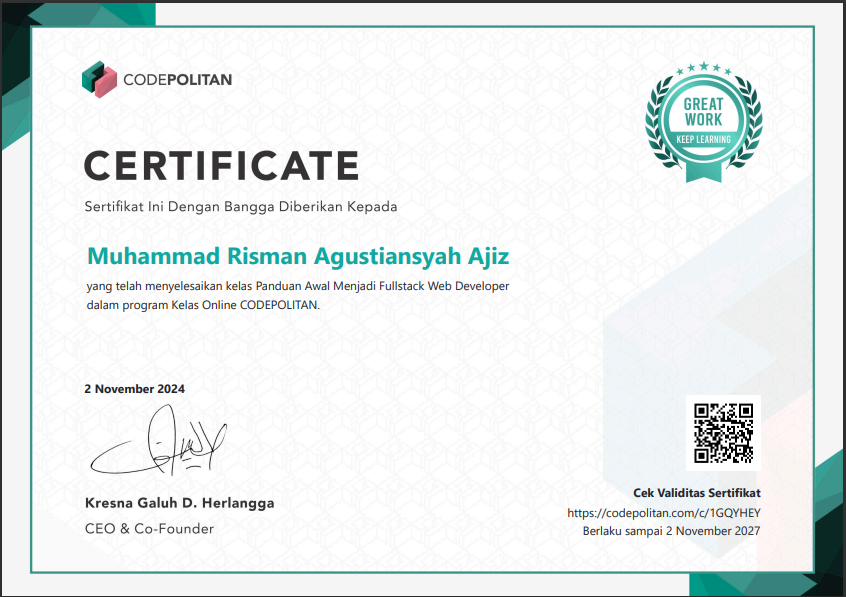 CODEPOLITAN
GREAT
WORK
KEEP LEARNING
CERTIFICATE
Sertifikat Ini Dengan Bangga Diberikan Kepada
Muhammad Risman Agustiansyah Ajiz
yang telah menyelesaikan kelas Panduan Awal Menjadi Fullstack Web Developer
dalam program Kelas Online CODEPOLITAN.
2 November 2024
Kresna Galuh D. Herlangga
CEO & Co-Founder
Cek Validitas Sertifikat
https://codepolitan.com/c/1GQYHEY
Berlaku sampai 2 November 2027